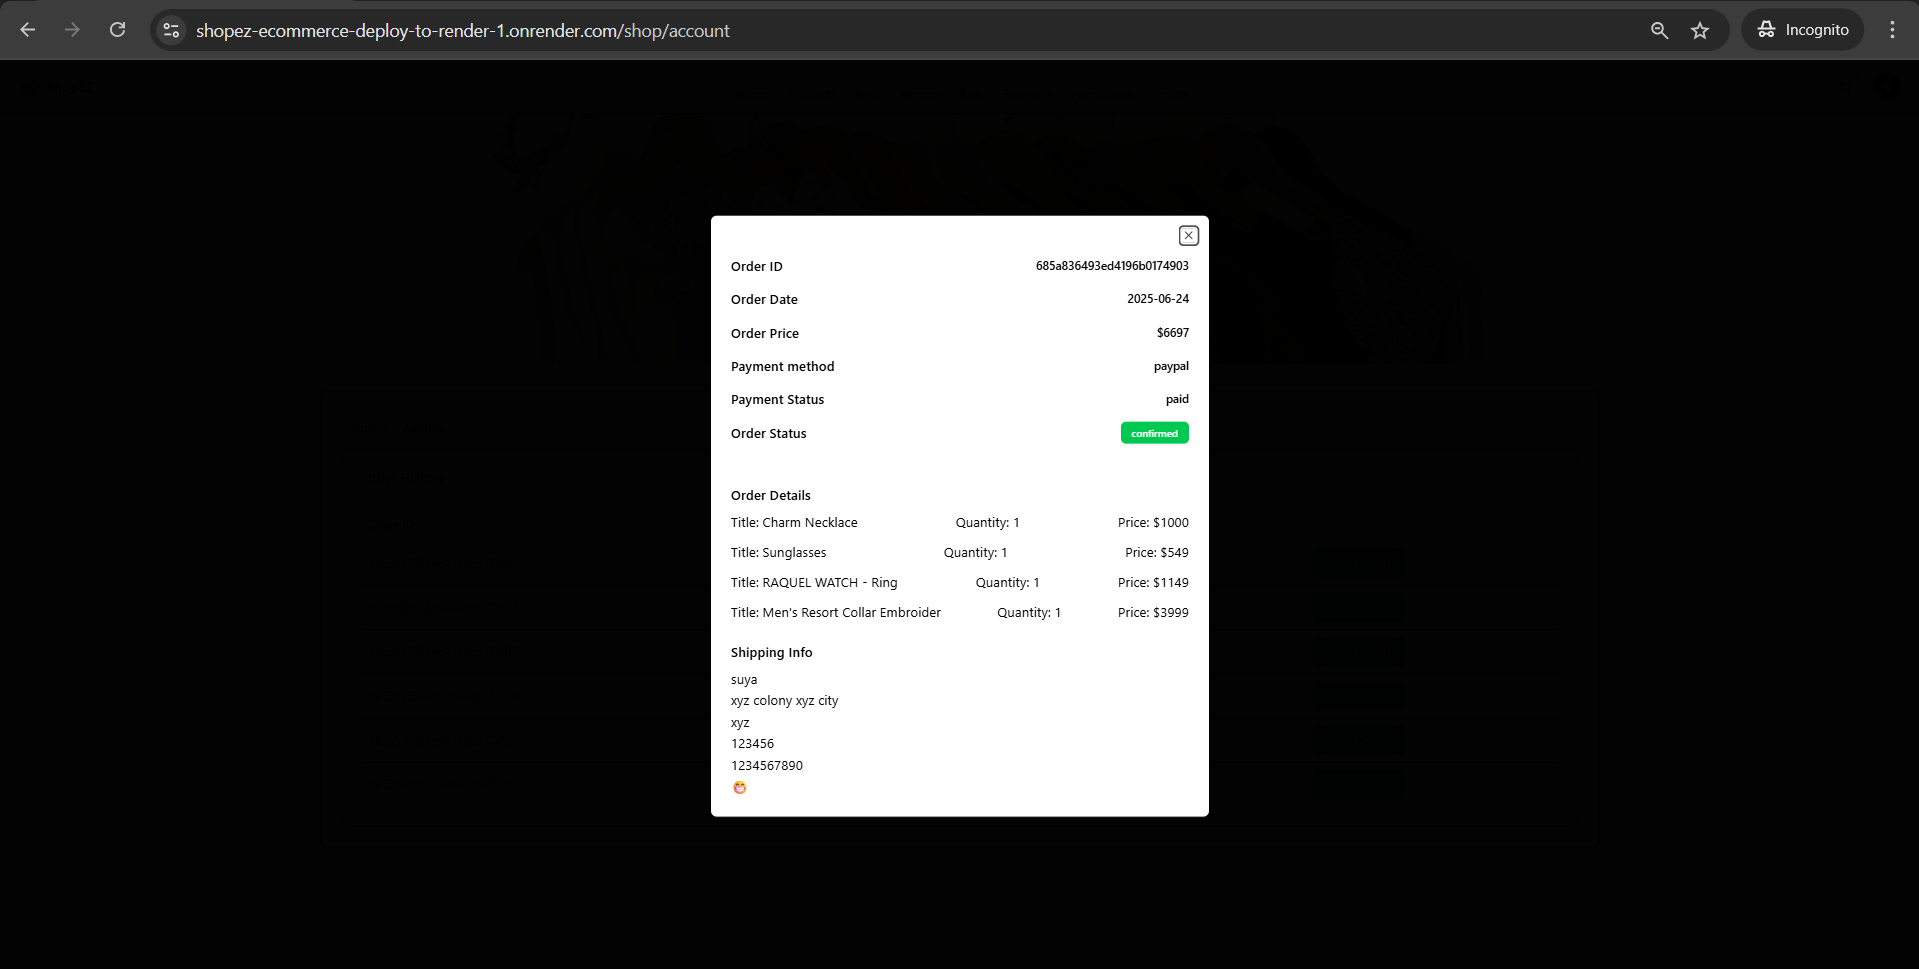 shopez-ecommerce-deploy-to-render-1.onrender.com/shop/account
Incognito
Order ID 685a836493ed4196b0174903
Order Date 2025-06-24
Order Price $6697
Payment method paypal
Payment Status paid
Order Status confirmed
Order Details
Title: Charm Necklace Quantity: 1 Price: $1000
Title: Sunglasses Quantity: 1 Price: $549
Title: RAQUEL WATCH - Ring Quantity: 1 Price: $1149
Title: Men's Resort Collar Embroider Quantity: 1 Price: $3999
Shipping Info
suya
xyz colony xyz city
xyz
123456
1234567890
😁